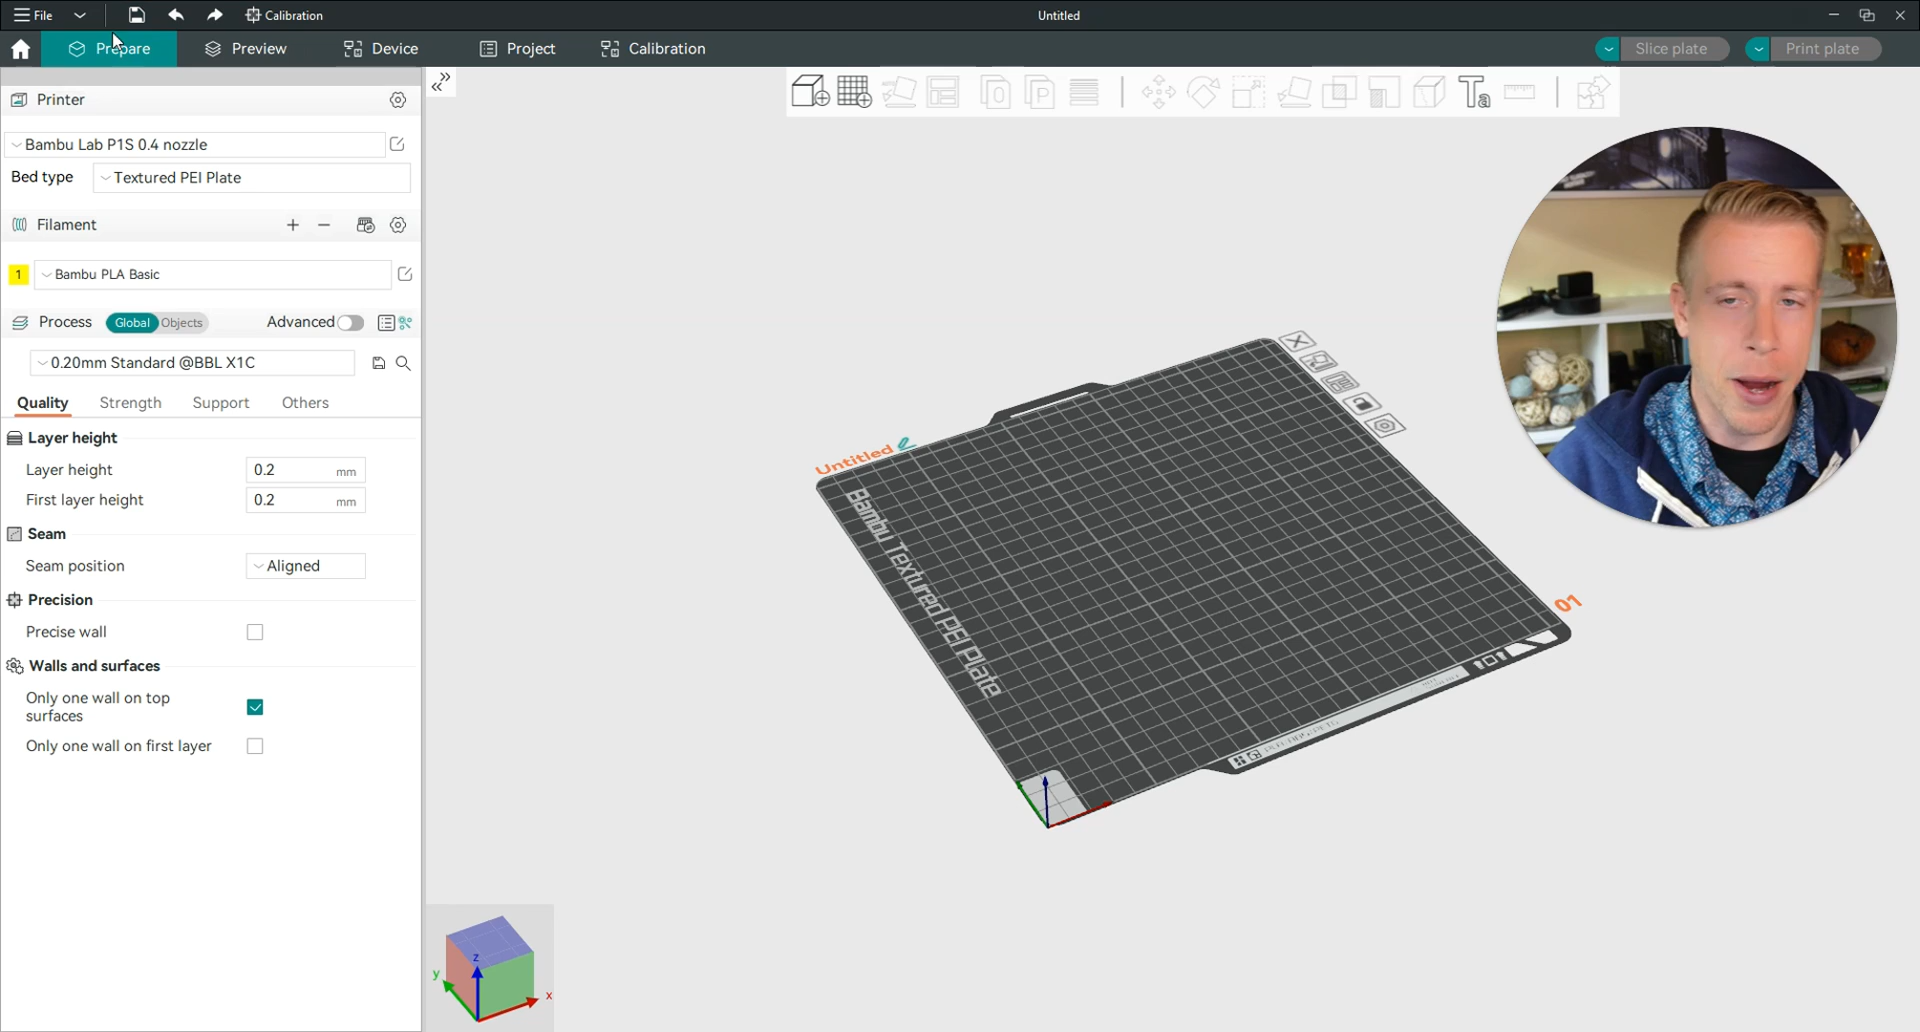 File
Calibration
Untitled
Prepare
Preview
Device
Project
Calibration
Slice plate
Print plate
Printer
Bambu Lab P1S 0.4 nozzle
Bed type
Textured PEI Plate
Filament
1
Bambu PLA Basic
Process
Global
Objects
Advanced
0.20mm Standard @BBL X1C
Quality
Strength
Support
Others
Layer height
Layer height
0.2
mm
First layer height
0.2
mm
Seam
Seam position
Aligned
Precision
Precise wall
Walls and surfaces
Only one wall on top
surfaces
Only one wall on first layer
Untitled
Bambu Textured PEI Plate
01
z
y
x